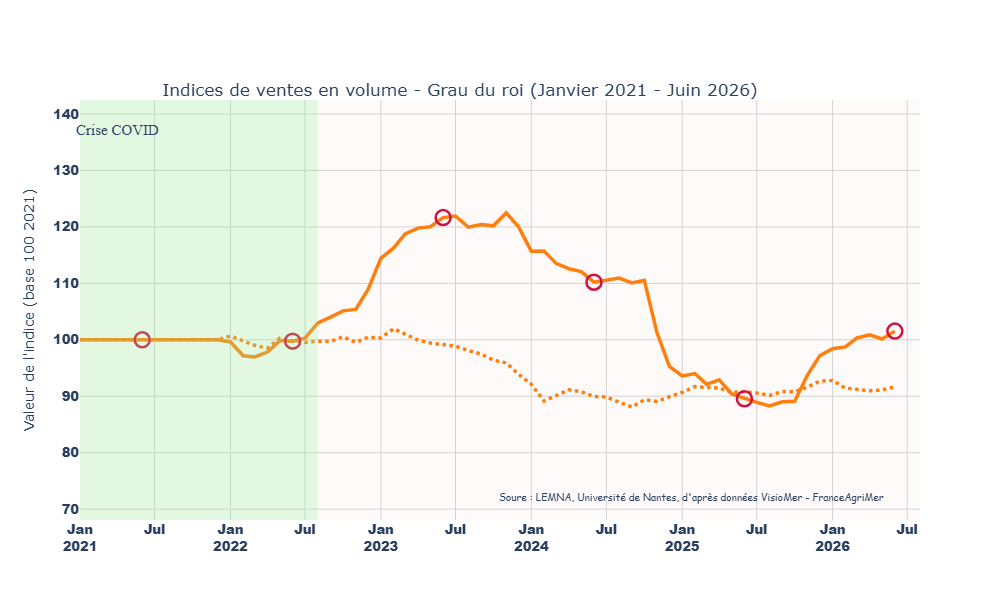 Indices de ventes en volume - Grau du roi (Janvier 2021 - Juin 2026)
140
Crise COVID
130
120
110
100
90
80
70
Valeur de l'indice (base 100 2021)
Soure : LEMNA, Université de Nantes, d'après données VisioMer - FranceAgriMer
Jan Jul Jan Jul Jan Jul Jan Jul Jan Jul Jan Jul
2021 2022 2023 2024 2025 2026